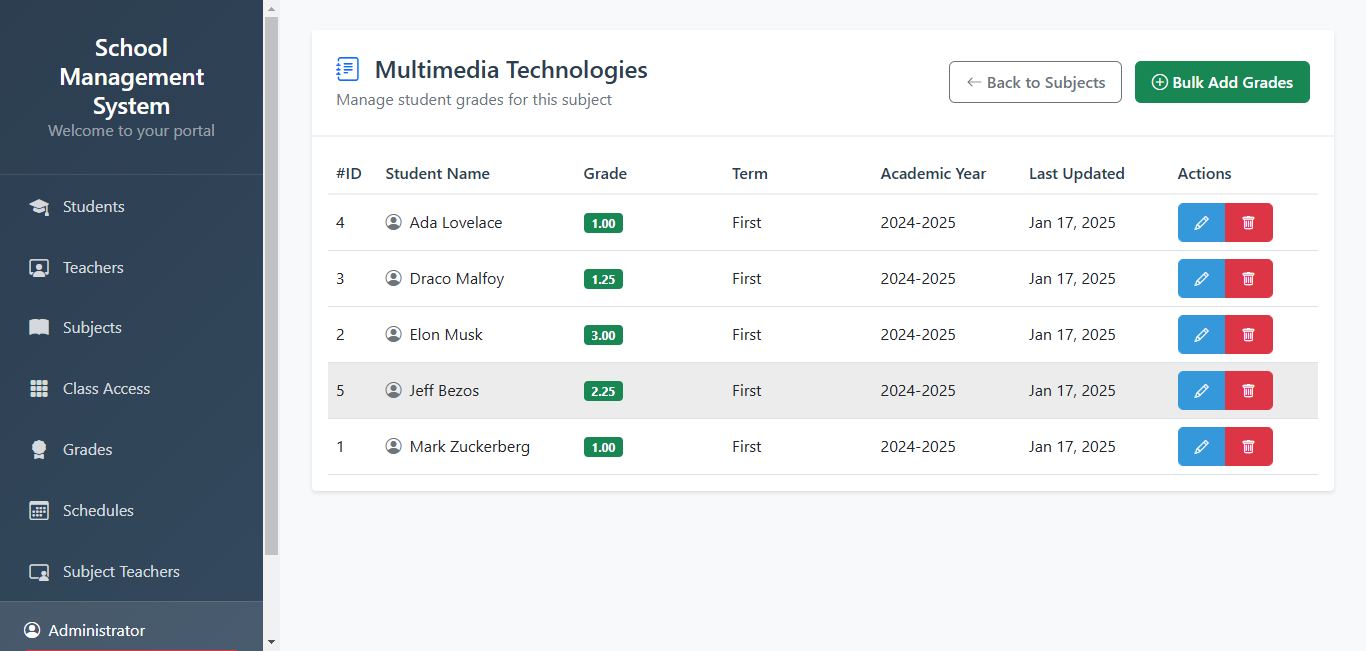 School
Management
System
Welcome to your portal
Students
Teachers
Subjects
Class Access
Grades
Schedules
Subject Teachers
Administrator
Multimedia Technologies
Manage student grades for this subject
Back to Subjects
Bulk Add Grades
#ID Student Name Grade Term Academic Year Last Updated Actions
4 Ada Lovelace 1.00 First 2024-2025 Jan 17, 2025
3 Draco Malfoy 1.25 First 2024-2025 Jan 17, 2025
2 Elon Musk 3.00 First 2024-2025 Jan 17, 2025
5 Jeff Bezos 2.25 First 2024-2025 Jan 17, 2025
1 Mark Zuckerberg 1.00 First 2024-2025 Jan 17, 2025